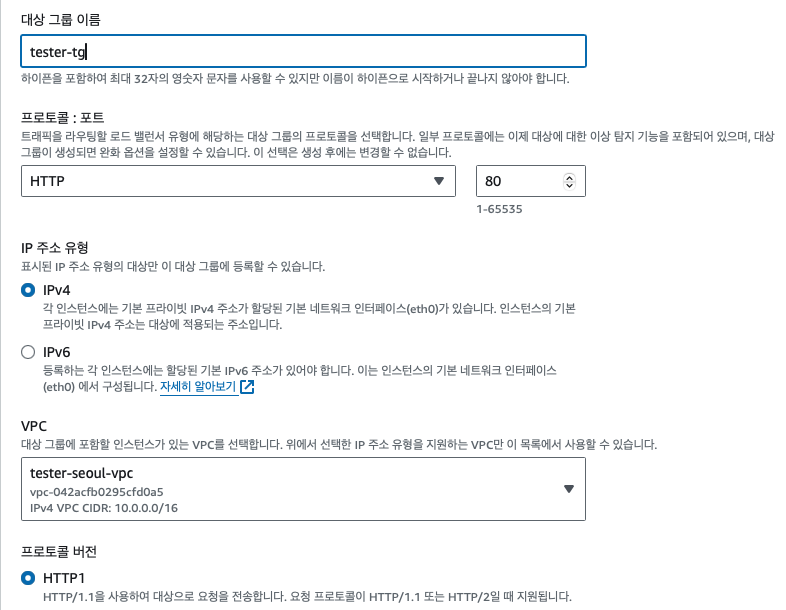 대상 그룹 이름
tester-tg
하이픈을 포함하여 최대 32자의 영숫자 문자를 사용할 수 있지만 이름이 하이픈으로 시작하거나 끝나지 않아야 합니다.
프로토콜 : 포트
트래픽을 라우팅할 로드 밸런서 유형에 해당하는 대상 그룹의 프로토콜을 선택합니다. 일부 프로토콜에는 이제 대상에 대한 이상 탐지 기능을 포함되어 있으며, 대상
그룹이 생성되면 완화 옵션을 설정할 수 있습니다. 이 선택은 생성 후에는 변경할 수 없습니다.
HTTP
80
1-65535
IP 주소 유형
표시된 IP 주소 유형의 대상만 이 대상 그룹에 등록할 수 있습니다.
IPv4
각 인스턴스에는 기본 프라이빗 IPv4 주소가 할당된 기본 네트워크 인터페이스(eth0)가 있습니다. 인스턴스의 기본
프라이빗 IPv4 주소는 대상에 적용되는 주소입니다.
IPv6
등록하는 각 인스턴스에는 할당된 기본 IPv6 주소가 있어야 합니다. 이는 인스턴스의 기본 네트워크 인터페이스
(eth0) 에서 구성됩니다. 자세히 알아보기
VPC
대상 그룹에 포함할 인스턴스가 있는 VPC를 선택합니다. 위에서 선택한 IP 주소 유형을 지원하는 VPC만 이 목록에서 사용할 수 있습니다.
tester-seoul-vpc
vpc-042acfb0295cfd0a5
IPv4 VPC CIDR: 10.0.0.0/16
프로토콜 버전
HTTP1
HTTP/1.1을 사용하여 대상으로 요청을 전송합니다. 요청 프로토콜이 HTTP/1.1 또는 HTTP/2일 때 지원됩니다.